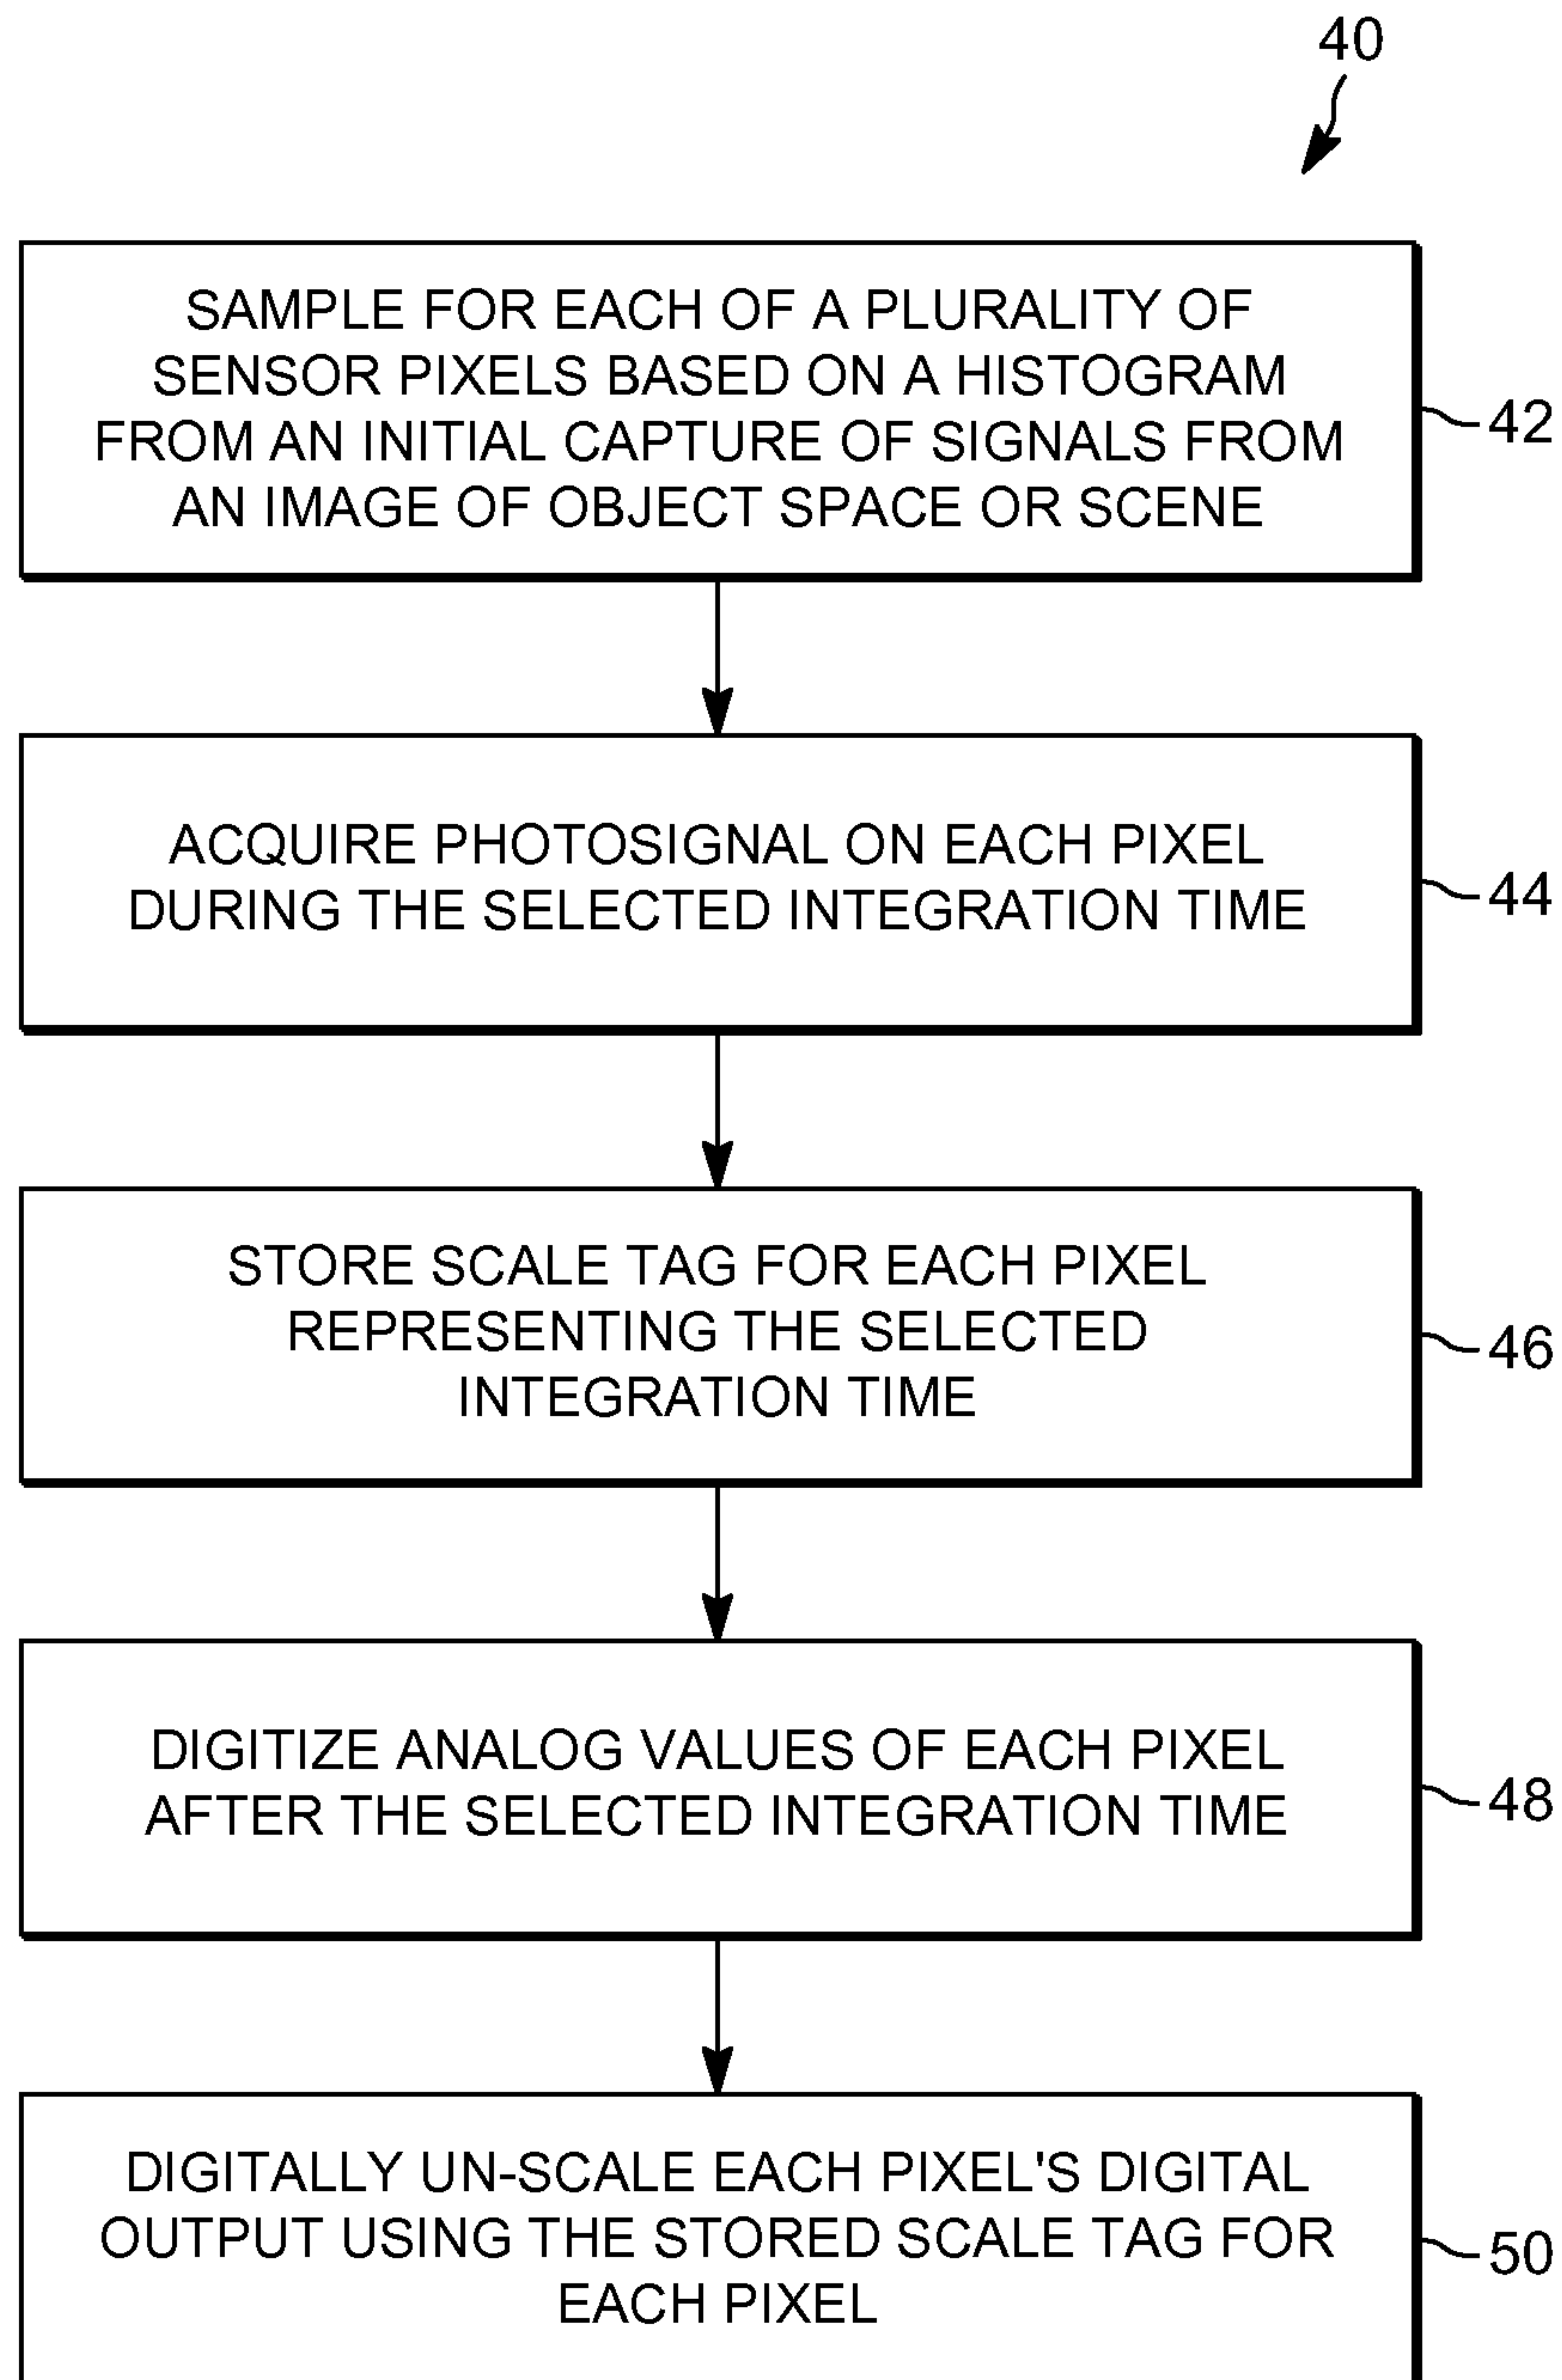 40
SAMPLE FOR EACH OF A PLURALITY OF
SENSOR PIXELS BASED ON A HISTOGRAM
FROM AN INITIAL CAPTURE OF SIGNALS FROM
AN IMAGE OF OBJECT SPACE OR SCENE
42
ACQUIRE PHOTOSIGNAL ON EACH PIXEL
DURING THE SELECTED INTEGRATION TIME
44
STORE SCALE TAG FOR EACH PIXEL
REPRESENTING THE SELECTED
INTEGRATION TIME
46
DIGITIZE ANALOG VALUES OF EACH PIXEL
AFTER THE SELECTED INTEGRATION TIME
48
DIGITALLY UN-SCALE EACH PIXEL'S DIGITAL
OUTPUT USING THE STORED SCALE TAG FOR
EACH PIXEL
50